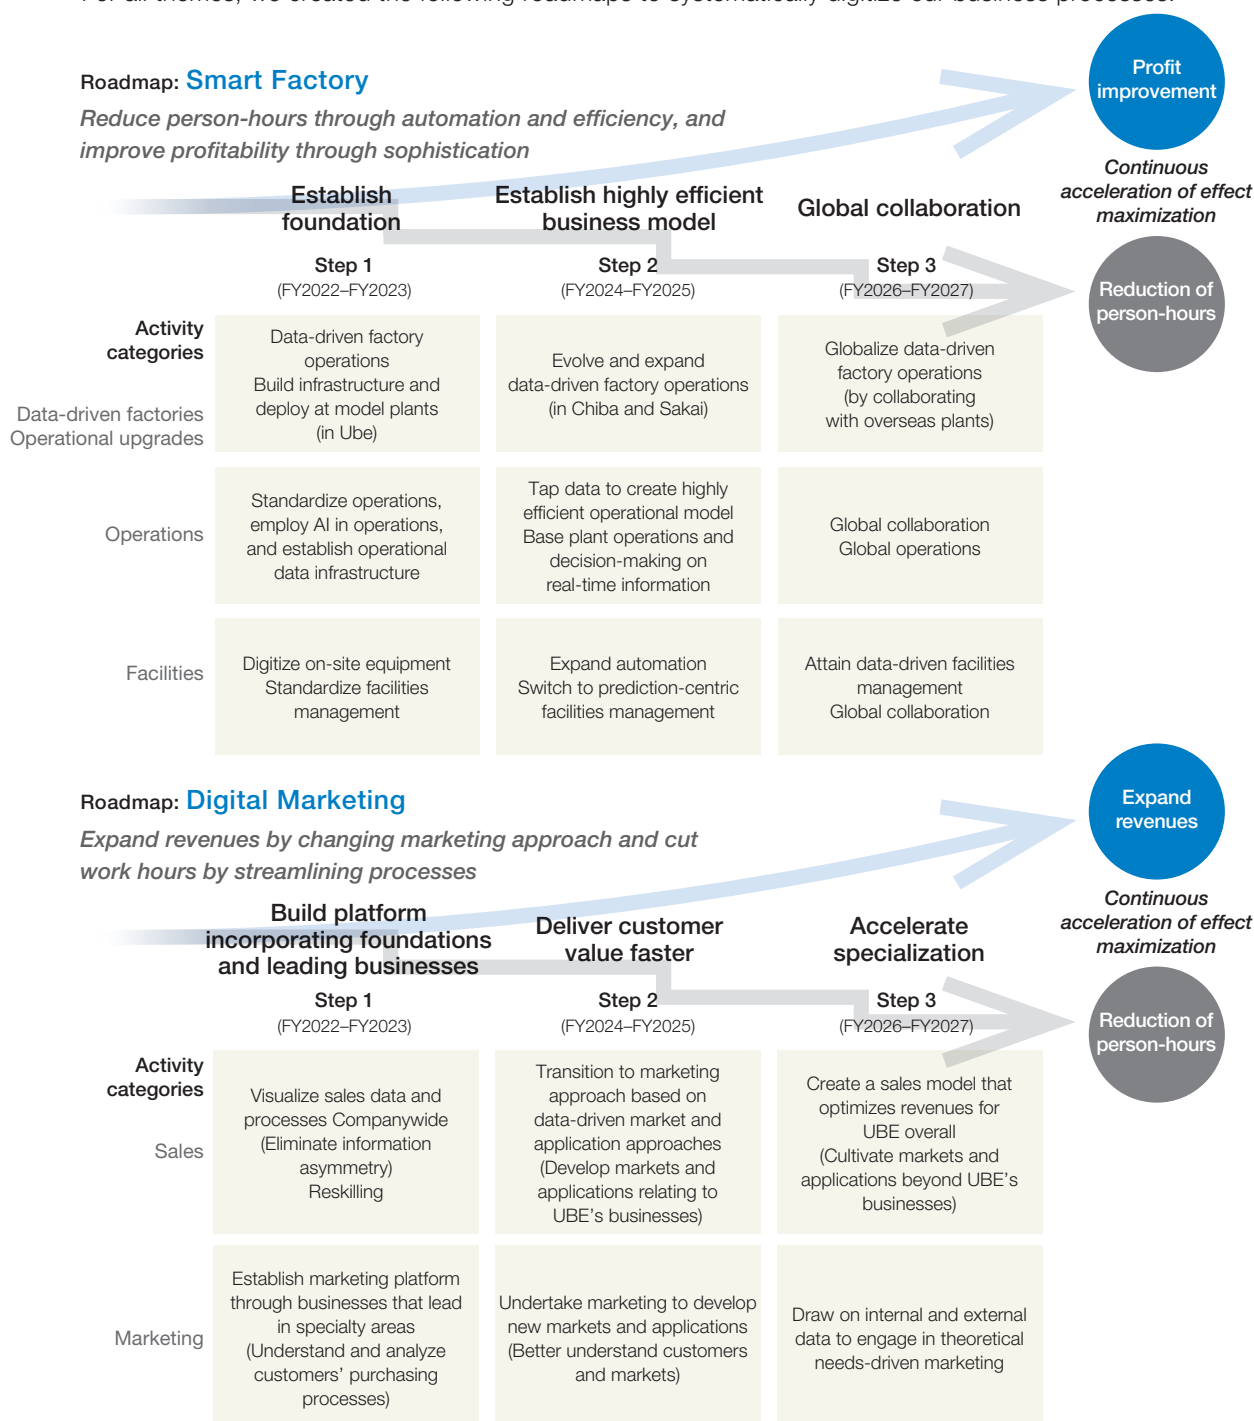 For all themes, we created the following roadmaps to systematically digitize our business processes.
Roadmap: Smart Factory
Reduce person-hours through automation and efficiency, and
improve profitability through sophistication
Profit
improvement
Continuous
acceleration of effect
maximization
Reduction of
person-hours
Establish
foundation
Establish highly efficient
business model
Global collaboration
Step 1
(FY2022–FY2023)
Step 2
(FY2024–FY2025)
Step 3
(FY2026–FY2027)
Activity
categories
Data-driven factories
Operational upgrades
Data-driven factory
operations
Build infrastructure and
deploy at model plants
(in Ube)
Evolve and expand
data-driven factory operations
(in Chiba and Sakai)
Globalize data-driven
factory operations
(by collaborating
with overseas plants)
Operations
Standardize operations,
employ AI in operations,
and establish operational
data infrastructure
Tap data to create highly
efficient operational model
Base plant operations and
decision-making on
real-time information
Global collaboration
Global operations
Facilities
Digitize on-site equipment
Standardize facilities
management
Expand automation
Switch to prediction-centric
facilities management
Attain data-driven facilities
management
Global collaboration
Roadmap: Digital Marketing
Expand revenues by changing marketing approach and cut
work hours by streamlining processes
Expand
revenues
Continuous
acceleration of effect
maximization
Reduction of
person-hours
Build platform
incorporating foundations
and leading businesses
Deliver customer
value faster
Accelerate
specialization
Step 1
(FY2022–FY2023)
Step 2
(FY2024–FY2025)
Step 3
(FY2026–FY2027)
Activity
categories
Sales
Visualize sales data and
processes Companywide
(Eliminate information
asymmetry)
Reskilling
Transition to marketing
approach based on
data-driven market and
application approaches
(Develop markets and
applications relating to
UBE's businesses)
Create a sales model that
optimizes revenues for
UBE overall
(Cultivate markets and
applications beyond UBE's
businesses)
Marketing
Establish marketing platform
through businesses that lead
in specialty areas
(Understand and analyze
customers' purchasing
processes)
Undertake marketing to develop
new markets and applications
(Better understand customers
and markets)
Draw on internal and external
data to engage in theoretical
needs-driven marketing